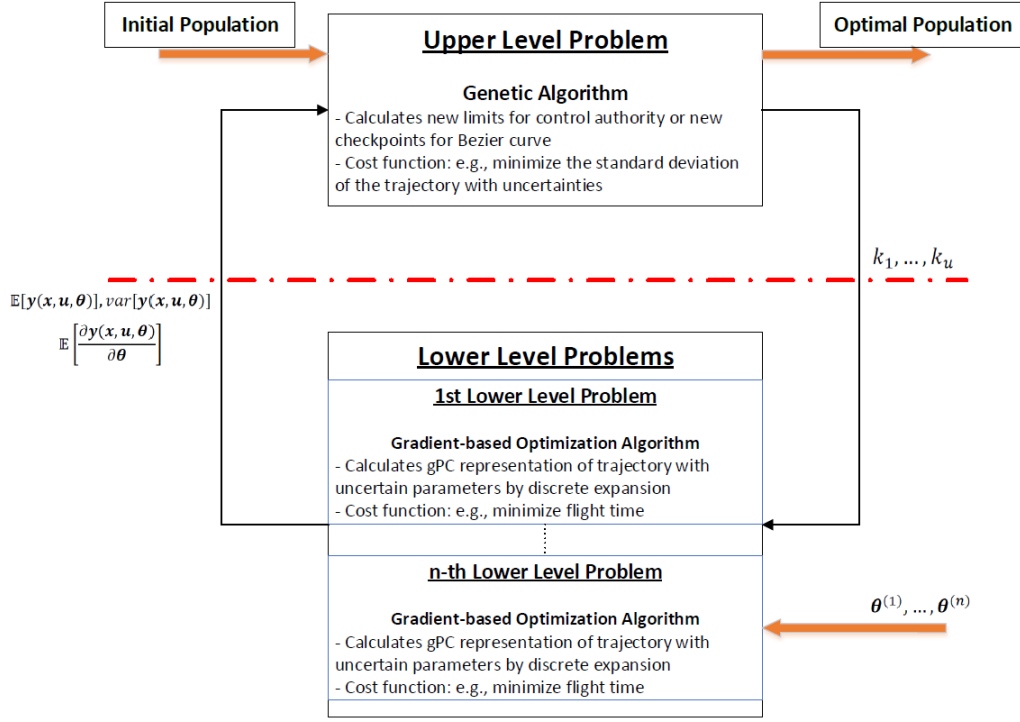 Initial Population
Upper Level Problem
Optimal Population
Genetic Algorithm
- Calculates new limits for control authority or new
checkpoints for Bezier curve
- Cost function: e.g., minimize the standard deviation
of the trajectory with uncertainties
k₁, …, kᵤ
𝔼[y(x, u, θ)], var[y(x, u, θ)]
𝔼[∂y(x, u, θ)/∂θ]
Lower Level Problems
1st Lower Level Problem
Gradient-based Optimization Algorithm
- Calculates gPC representation of trajectory with
uncertain parameters by discrete expansion
- Cost function: e.g., minimize flight time
n-th Lower Level Problem
Gradient-based Optimization Algorithm
- Calculates gPC representation of trajectory with
uncertain parameters by discrete expansion
- Cost function: e.g., minimize flight time
θ⁽¹⁾, …, θ⁽ⁿ⁾